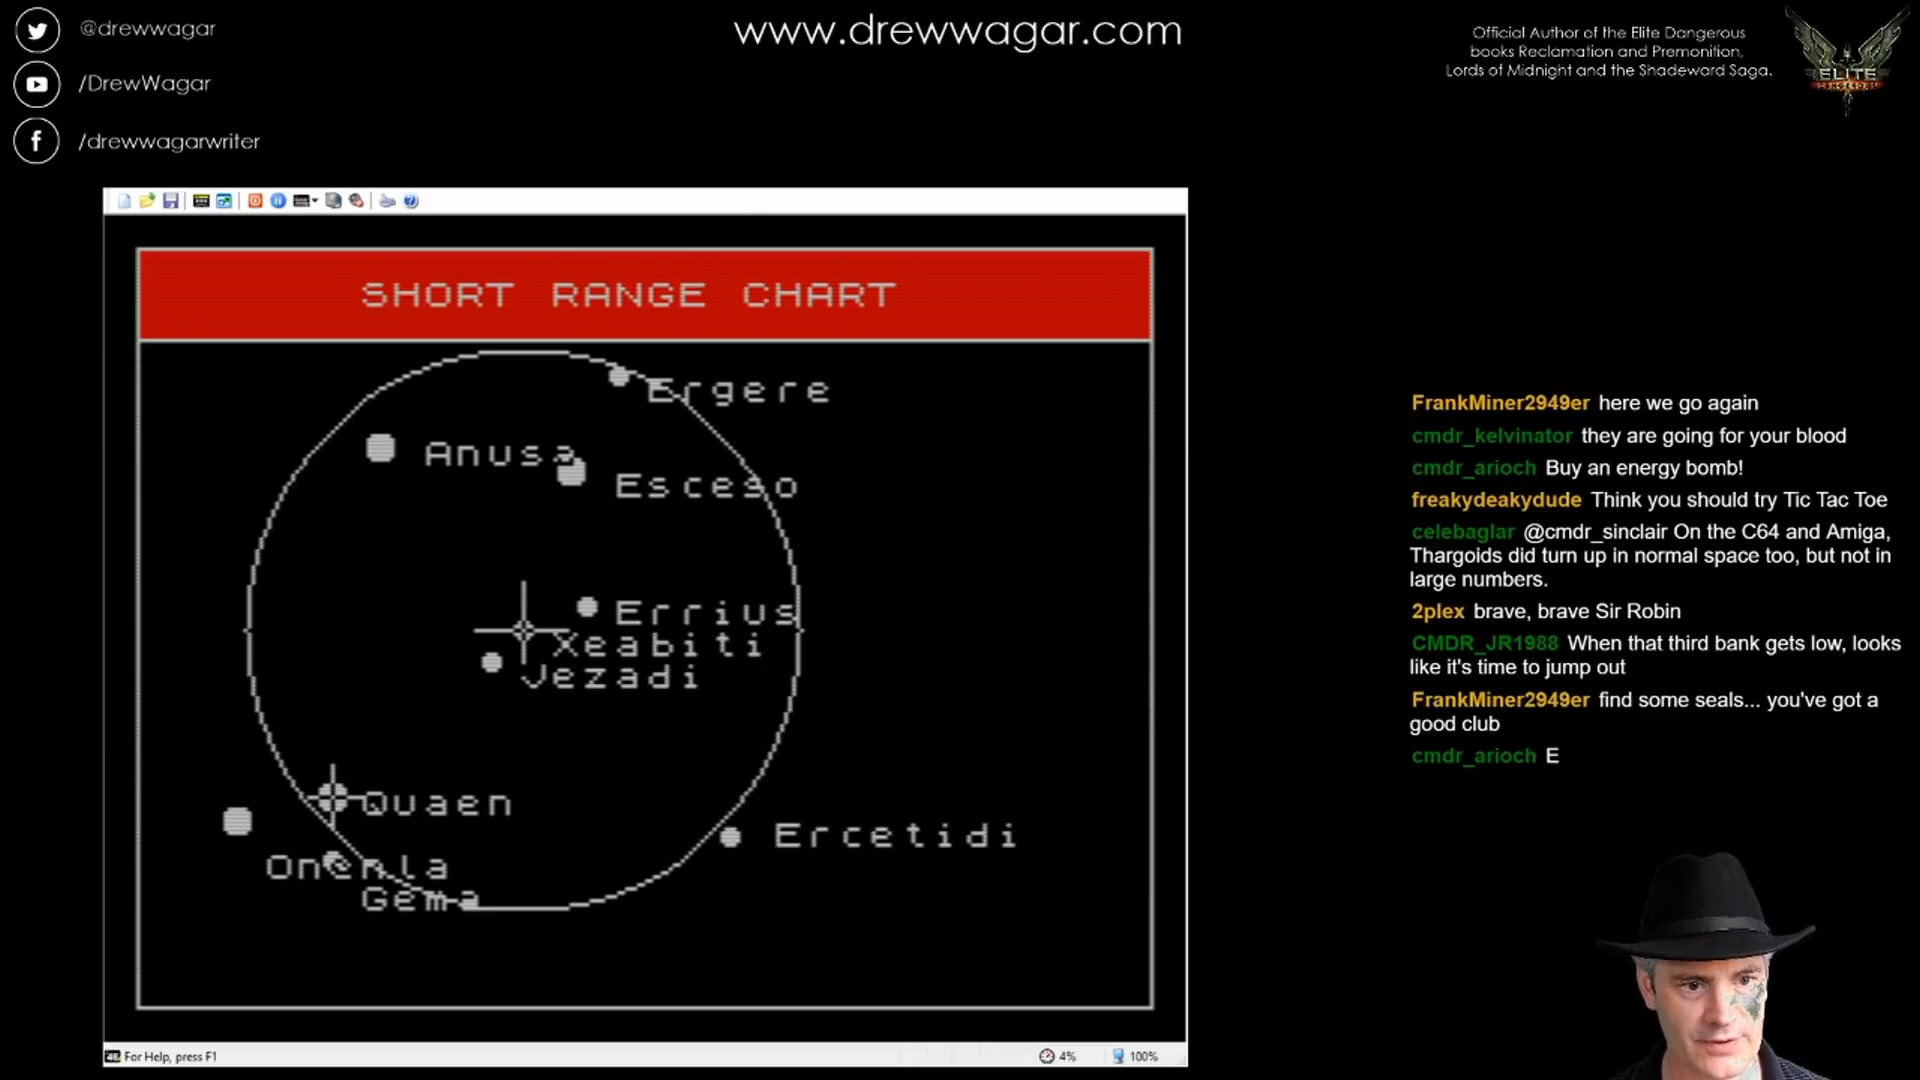 @drewwagar
/DrewWagar
/drewwagarwriter
www.drewwagar.com
Official Author of the Elite Dangerous
books Reclamation and Premonition,
Lords of Midnight and the Shadeward Saga.
ELITE
DANGEROUS
SHORT RANGE CHART
Ergere
Anusa
Esceso
Errius
Xeabiti
Vezadi
Quaen
Ercetidi
Onenla
Gema
For Help, press F1
4%
100%
FrankMiner2949er here we go again
cmdr_kelvinator they are going for your blood
cmdr_arioch Buy an energy bomb!
freakydeakydude Think you should try Tic Tac Toe
celebaglar @cmdr_sinclair On the C64 and Amiga,
Thargoids did turn up in normal space too, but not in
large numbers.
2plex brave, brave Sir Robin
CMDR_JR1988 When that third bank gets low, looks
like it's time to jump out
FrankMiner2949er find some seals... you've got a
good club
cmdr_arioch E